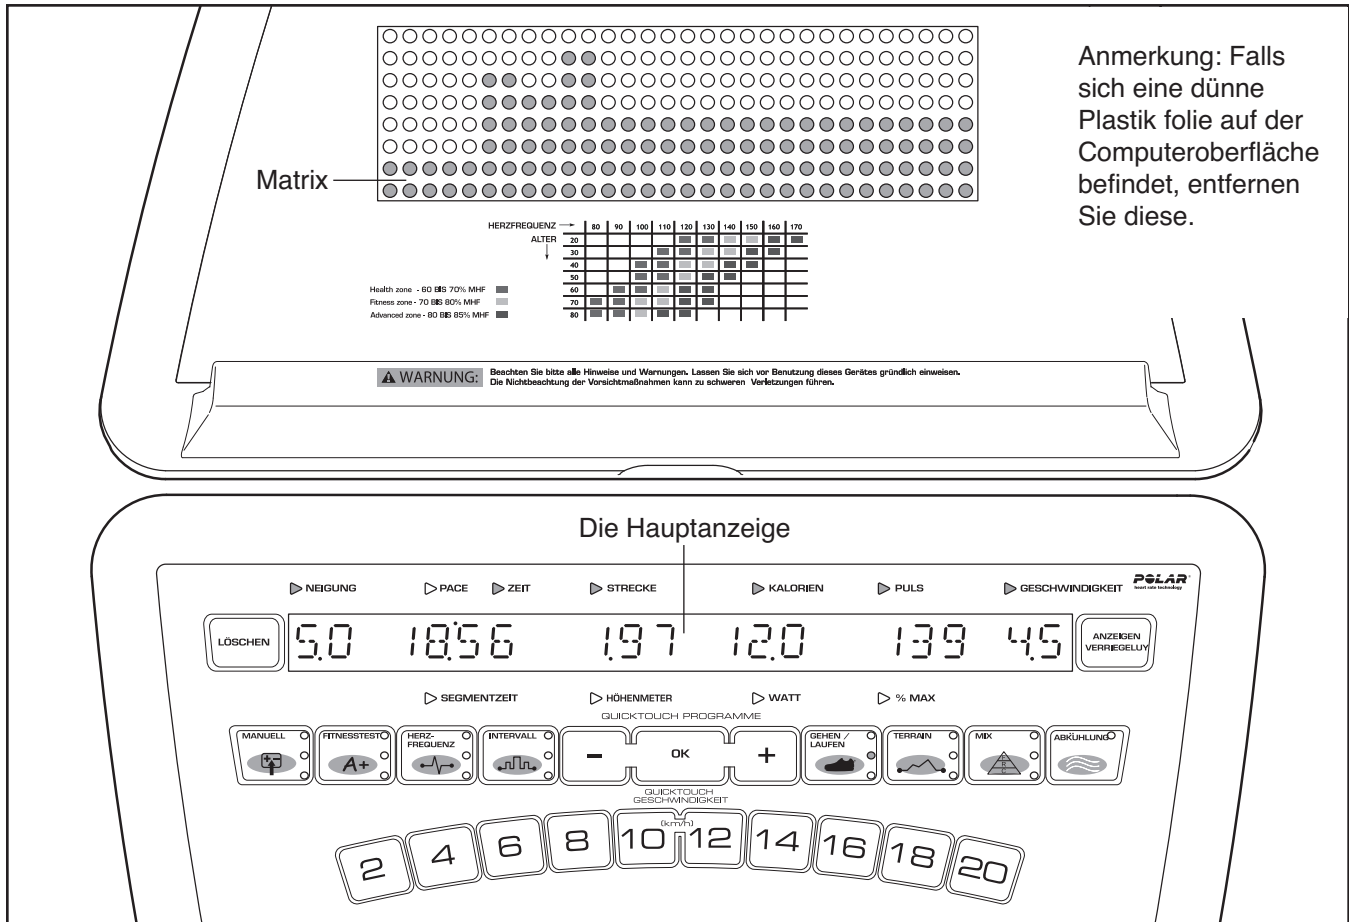 Anmerkung: Falls
sich eine dünne
Plastik folie auf der
Computeroberfläche
befindet, entfernen
Sie diese.
Matrix
HERZFREQUENZ 80 90 100 110 120 130 140 150 160 170
ALTER 20
30
40
50
60
70
80
Health zone - 60 BIS 70% MHF
Fitness zone - 70 BIS 80% MHF
Advanced zone - 80 BIS 85% MHF
WARNUNG: Beachten Sie bitte alle Hinweise und Warnungen. Lassen Sie sich vor Benutzung dieses Gerätes gründlich einweisen.
Die Nichtbeachtung der Vorsichtmaßnahmen kann zu schweren Verletzungen führen.
Die Hauptanzeige
NEIGUNG PACE ZEIT STRECKE KALORIEN PULS GESCHWINDIGKEIT POLAR
heart rate technology
LÖSCHEN 5.0 18:56 1.97 12.0 139 4.5 ANZEIGEN
VERRIEGELUY
SEGMENTZEIT HÖHENMETER WATT % MAX
QUICKTOUCH PROGRAMME
MANUELL FITNESSTEST HERZ-
FREQUENZ INTERVALL - OK + GEHEN /
LAUFEN TERRAIN MIX ABKÜHLUNG
A+
F
R C
QUICKTOUCH
GESCHWINDIGKEIT
(km/h)
2 4 6 8 10 12 14 16 18 20